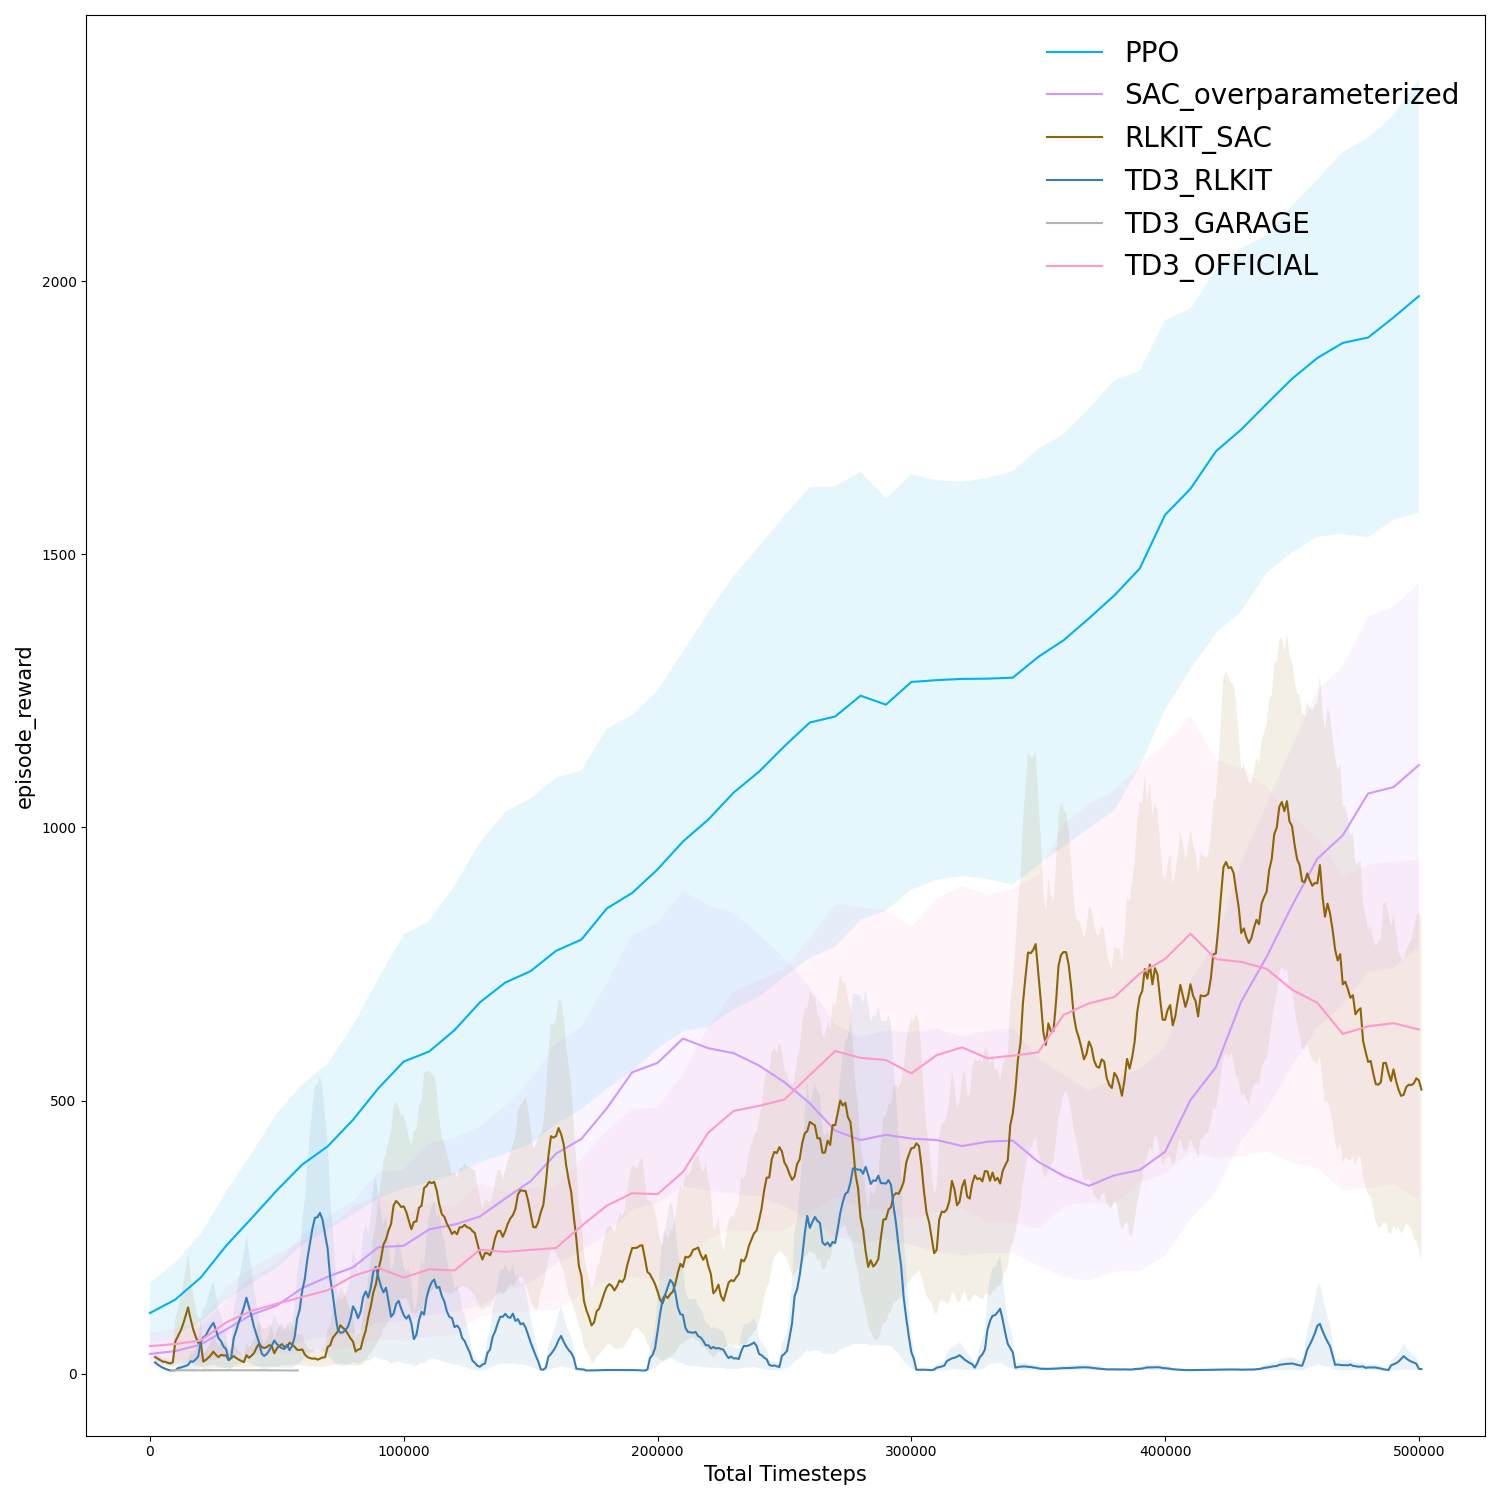 PPO
SAC_overparameterized
RLKIT_SAC
TD3_RLKIT
TD3_GARAGE
TD3_OFFICIAL
2000
1500
1000
500
0
episode_reward
0 100000 200000 300000 400000 500000
Total Timesteps